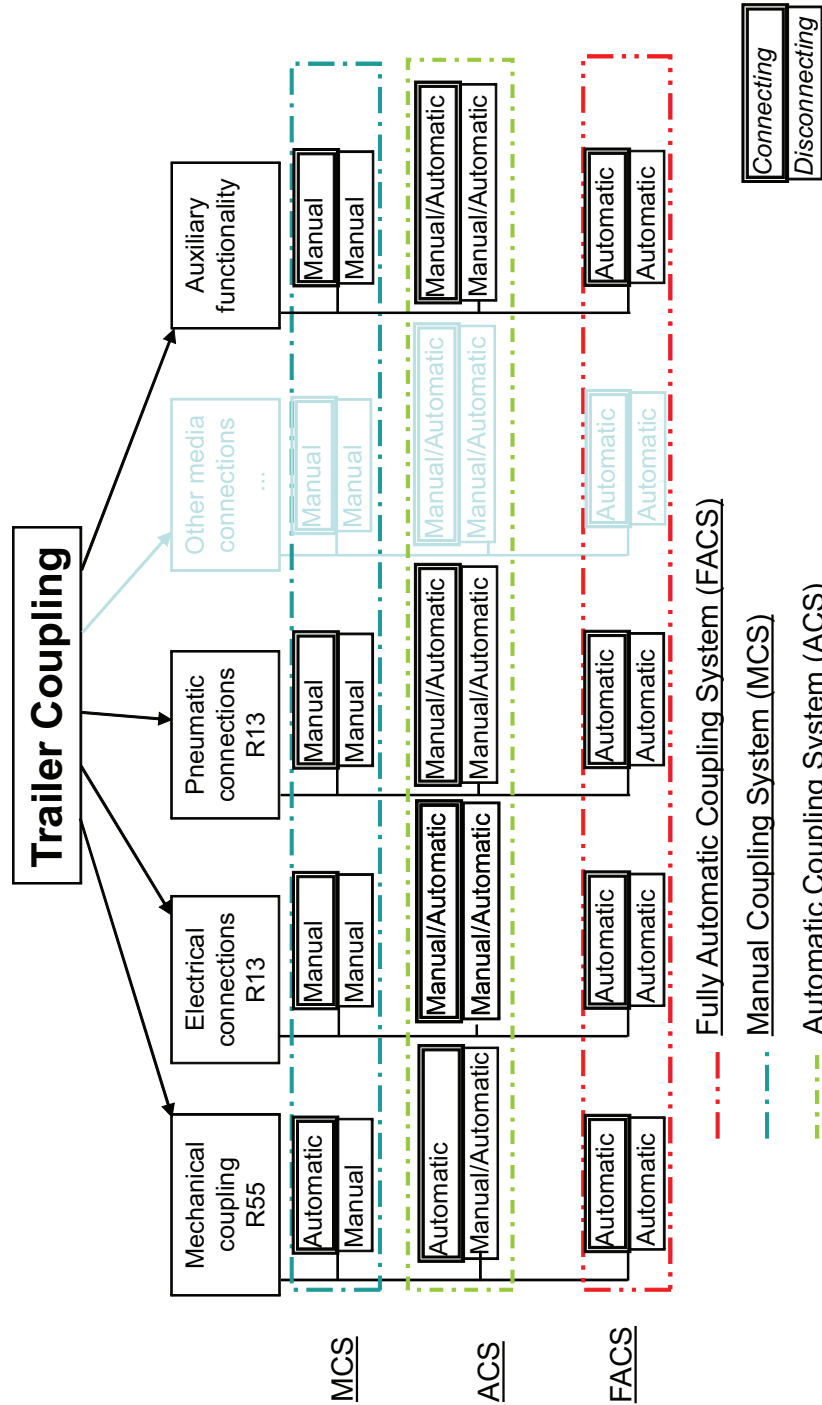 Trailer Coupling
Mechanical
coupling
R55
Electrical
connections
R13
Pneumatic
connections
R13
Other media
connections
...
Auxiliary
functionality
MCS
Automatic
Manual
Manual
Manual
Manual
Manual
Manual
Manual
Manual
Manual
ACS
Automatic
Manual/Automatic
Manual/Automatic
Manual/Automatic
Manual/Automatic
Manual/Automatic
Manual/Automatic
Manual/Automatic
Manual/Automatic
Manual/Automatic
FACS
Automatic
Automatic
Automatic
Automatic
Automatic
Automatic
Automatic
Automatic
Automatic
Automatic
Fully Automatic Coupling System (FACS)
Manual Coupling System (MCS)
Automatic Coupling System (ACS)
Connecting
Disconnecting